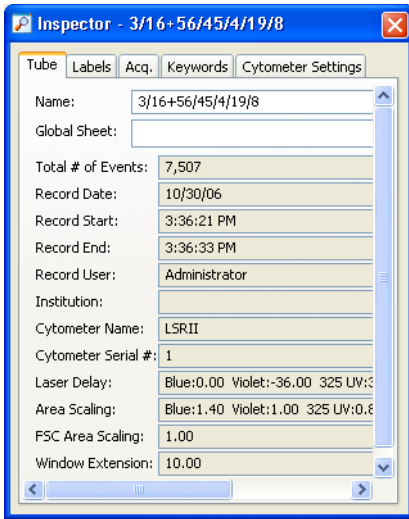 Inspector - 3/16+56/45/4/19/8
Tube Labels Acq. Keywords Cytometer Settings
Name: 3/16+56/45/4/19/8
Global Sheet:
Total # of Events: 7,507
Record Date: 10/30/06
Record Start: 3:36:21 PM
Record End: 3:36:33 PM
Record User: Administrator
Institution:
Cytometer Name: LSRII
Cytometer Serial #: 1
Laser Delay: Blue:0.00 Violet:-36.00 325 UV:3
Area Scaling: Blue:1.40 Violet:1.00 325 UV:0.8
FSC Area Scaling: 1.00
Window Extension: 10.00